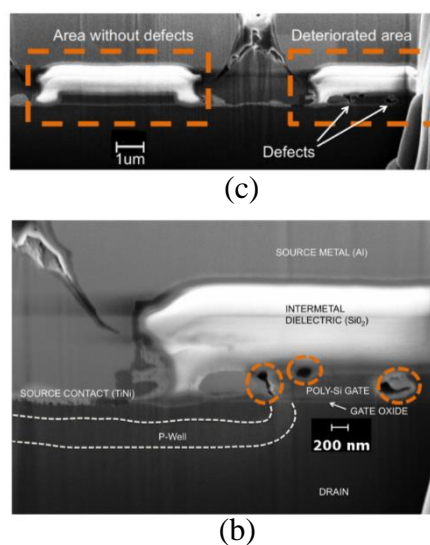 Area without defects
Deteriorated area
1um
Defects
(c)
SOURCE METAL (Al)
INTERMETAL
DIELECTRIC (SiO₂)
SOURCE CONTACT (TiNi)
POLY-Si GATE
GATE OXIDE
P-Well
200 nm
DRAIN
(b)